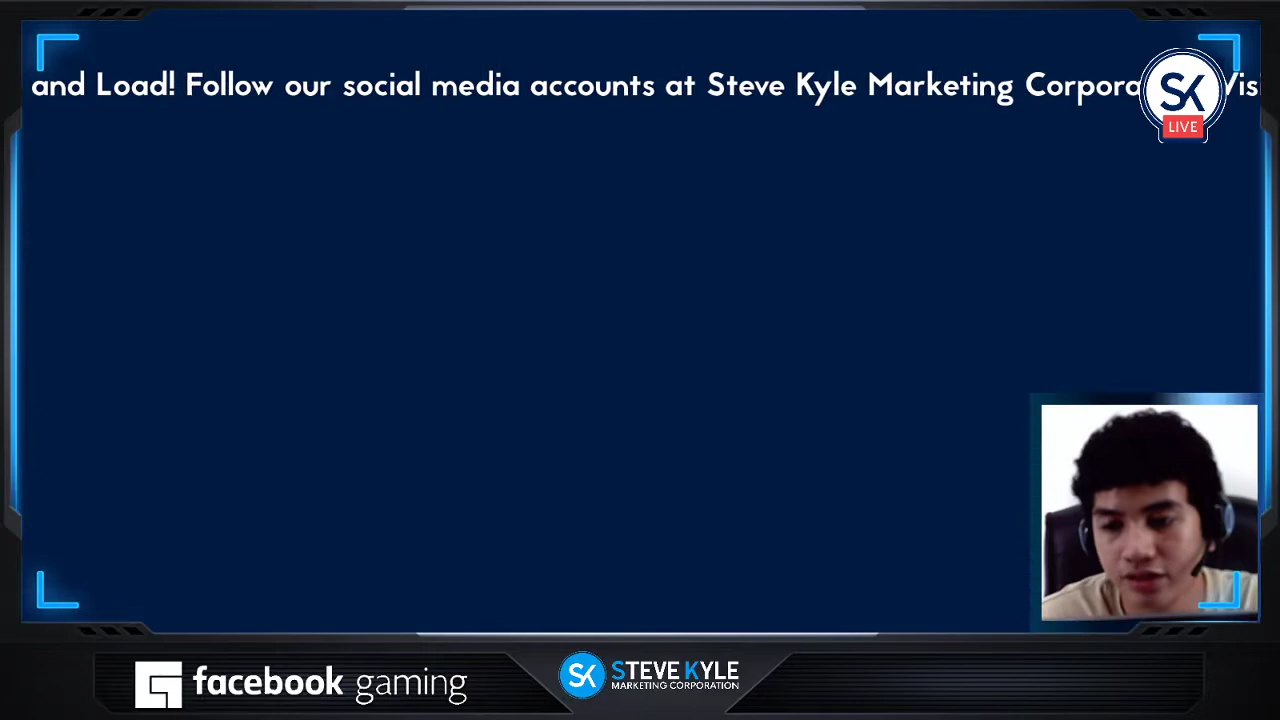 and Load! Follow our social media accounts at Steve Kyle Marketing
SK
LIVE
facebook gaming
SK STEVE KYLE
MARKETING CORPORATION